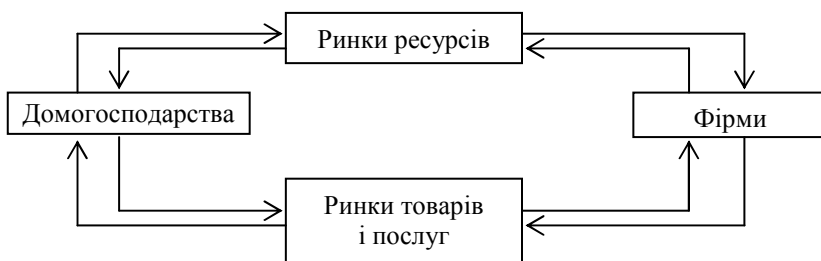 Ринки ресурсів
Домогосподарства
Фірми
Ринки товарів
і послуг